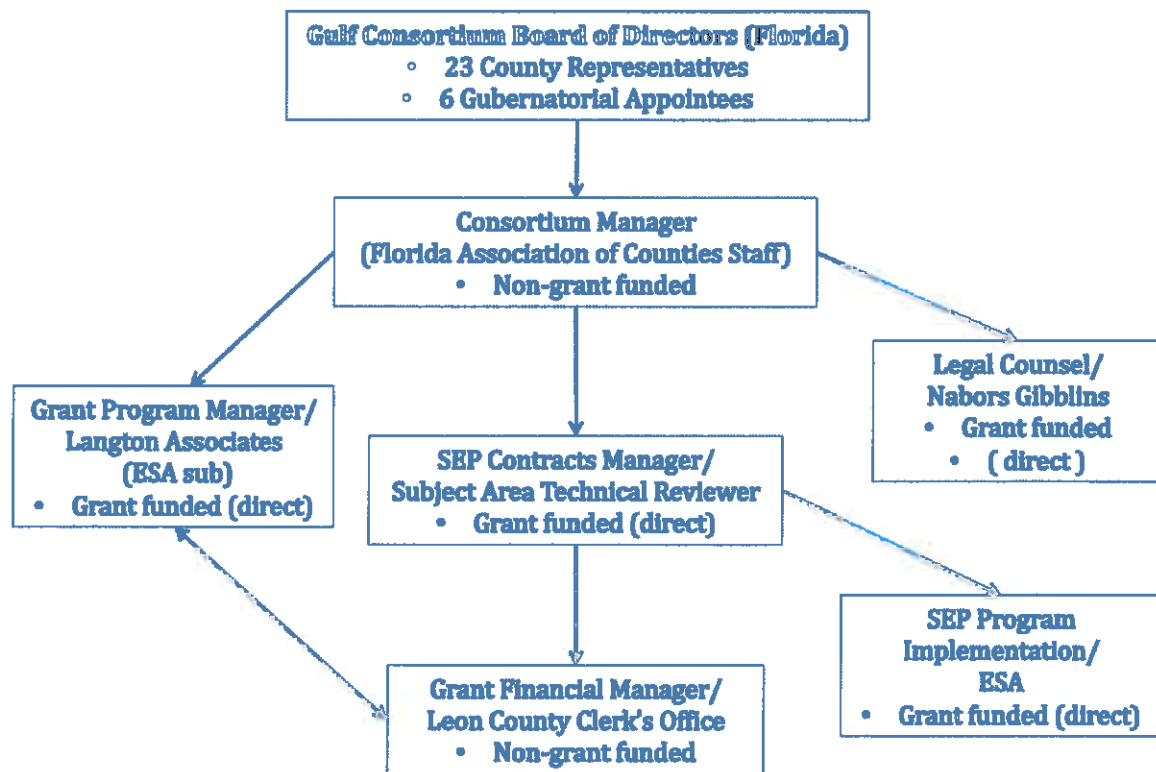 Gulf Consortium Board of Directors (Florida)
◦ 23 County Representatives
◦ 6 Gubernatorial Appointees
Consortium Manager
(Florida Association of Counties Staff)
• Non-grant funded
Legal Counsel/
Nabors Gibblins
• Grant funded
• ( direct )
Grant Program Manager/
Langton Associates
(ESA sub)
• Grant funded (direct)
SEP Contracts Manager/
Subject Area Technical Reviewer
• Grant funded (direct)
SEP Program
Implementation/
ESA
• Grant funded (direct)
Grant Financial Manager/
Leon County Clerk's Office
• Non-grant funded